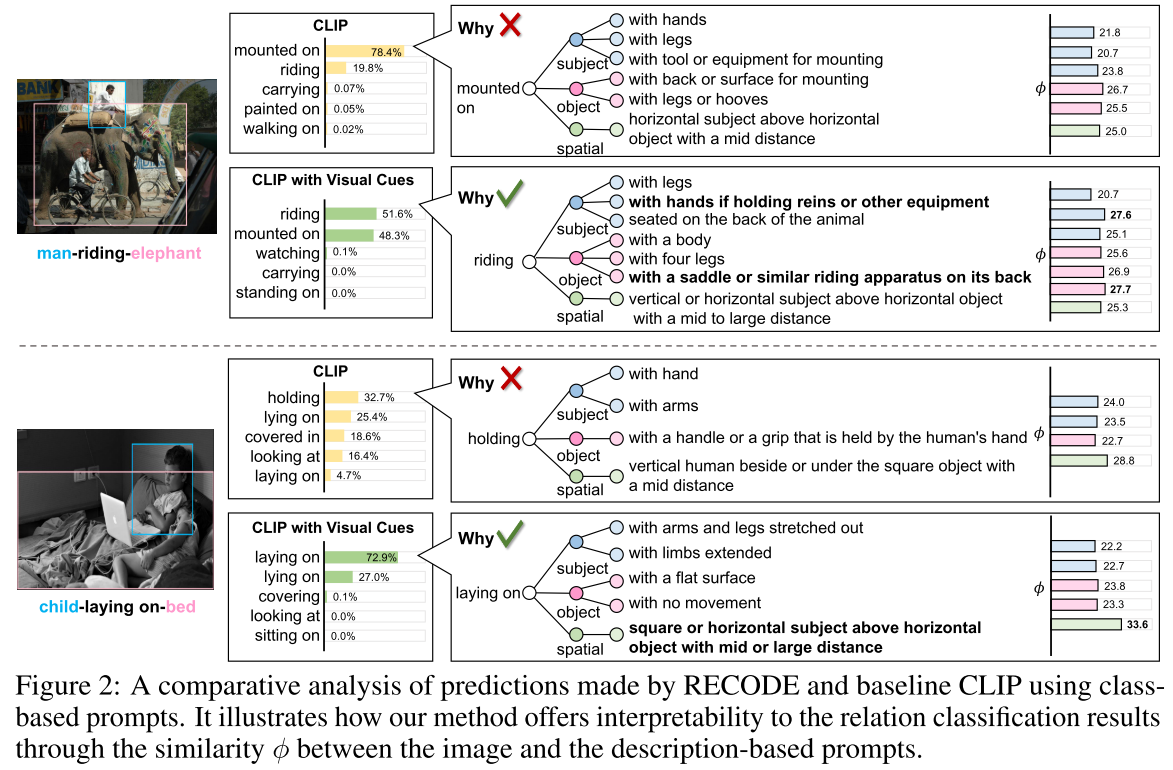 CLIP
mounted on 78.4%
riding 19.8%
carrying 0.07%
painted on 0.05%
walking on 0.02%
Why
mounted
on
subject
with hands
with legs
with tool or equipment for mounting
object
with back or surface for mounting
with legs or hooves
spatial
horizontal subject above horizontal
object with a mid distance
ϕ
21.8
20.7
23.8
26.7
25.5
25.0
BANK
man-riding-elephant
CLIP with Visual Cues
riding 51.6%
mounted on 48.3%
watching 0.1%
carrying 0.0%
standing on 0.0%
Why
riding
subject
with legs
with hands if holding reins or other equipment
seated on the back of the animal
object
with a body
with four legs
with a saddle or similar riding apparatus on its back
spatial
vertical or horizontal subject above horizontal object
with a mid to large distance
ϕ
20.7
27.6
25.1
25.6
26.9
27.7
25.3
CLIP
holding 32.7%
lying on 25.4%
covered in 18.6%
looking at 16.4%
laying on 4.7%
Why
holding
subject
with hand
with arms
object
with a handle or a grip that is held by the human's hand
spatial
vertical human beside or under the square object with
a mid distance
ϕ
24.0
23.5
22.7
28.8
child-laying on-bed
CLIP with Visual Cues
laying on 72.9%
lying on 27.0%
covering 0.1%
looking at 0.0%
sitting on 0.0%
Why
laying on
subject
with arms and legs stretched out
with limbs extended
object
with a flat surface
with no movement
spatial
square or horizontal subject above horizontal
object with mid or large distance
ϕ
22.2
22.7
23.8
23.3
33.6
Figure 2: A comparative analysis of predictions made by RECODE and baseline CLIP using class-
based prompts. It illustrates how our method offers interpretability to the relation classification results
through the similarity ϕ between the image and the description-based prompts.